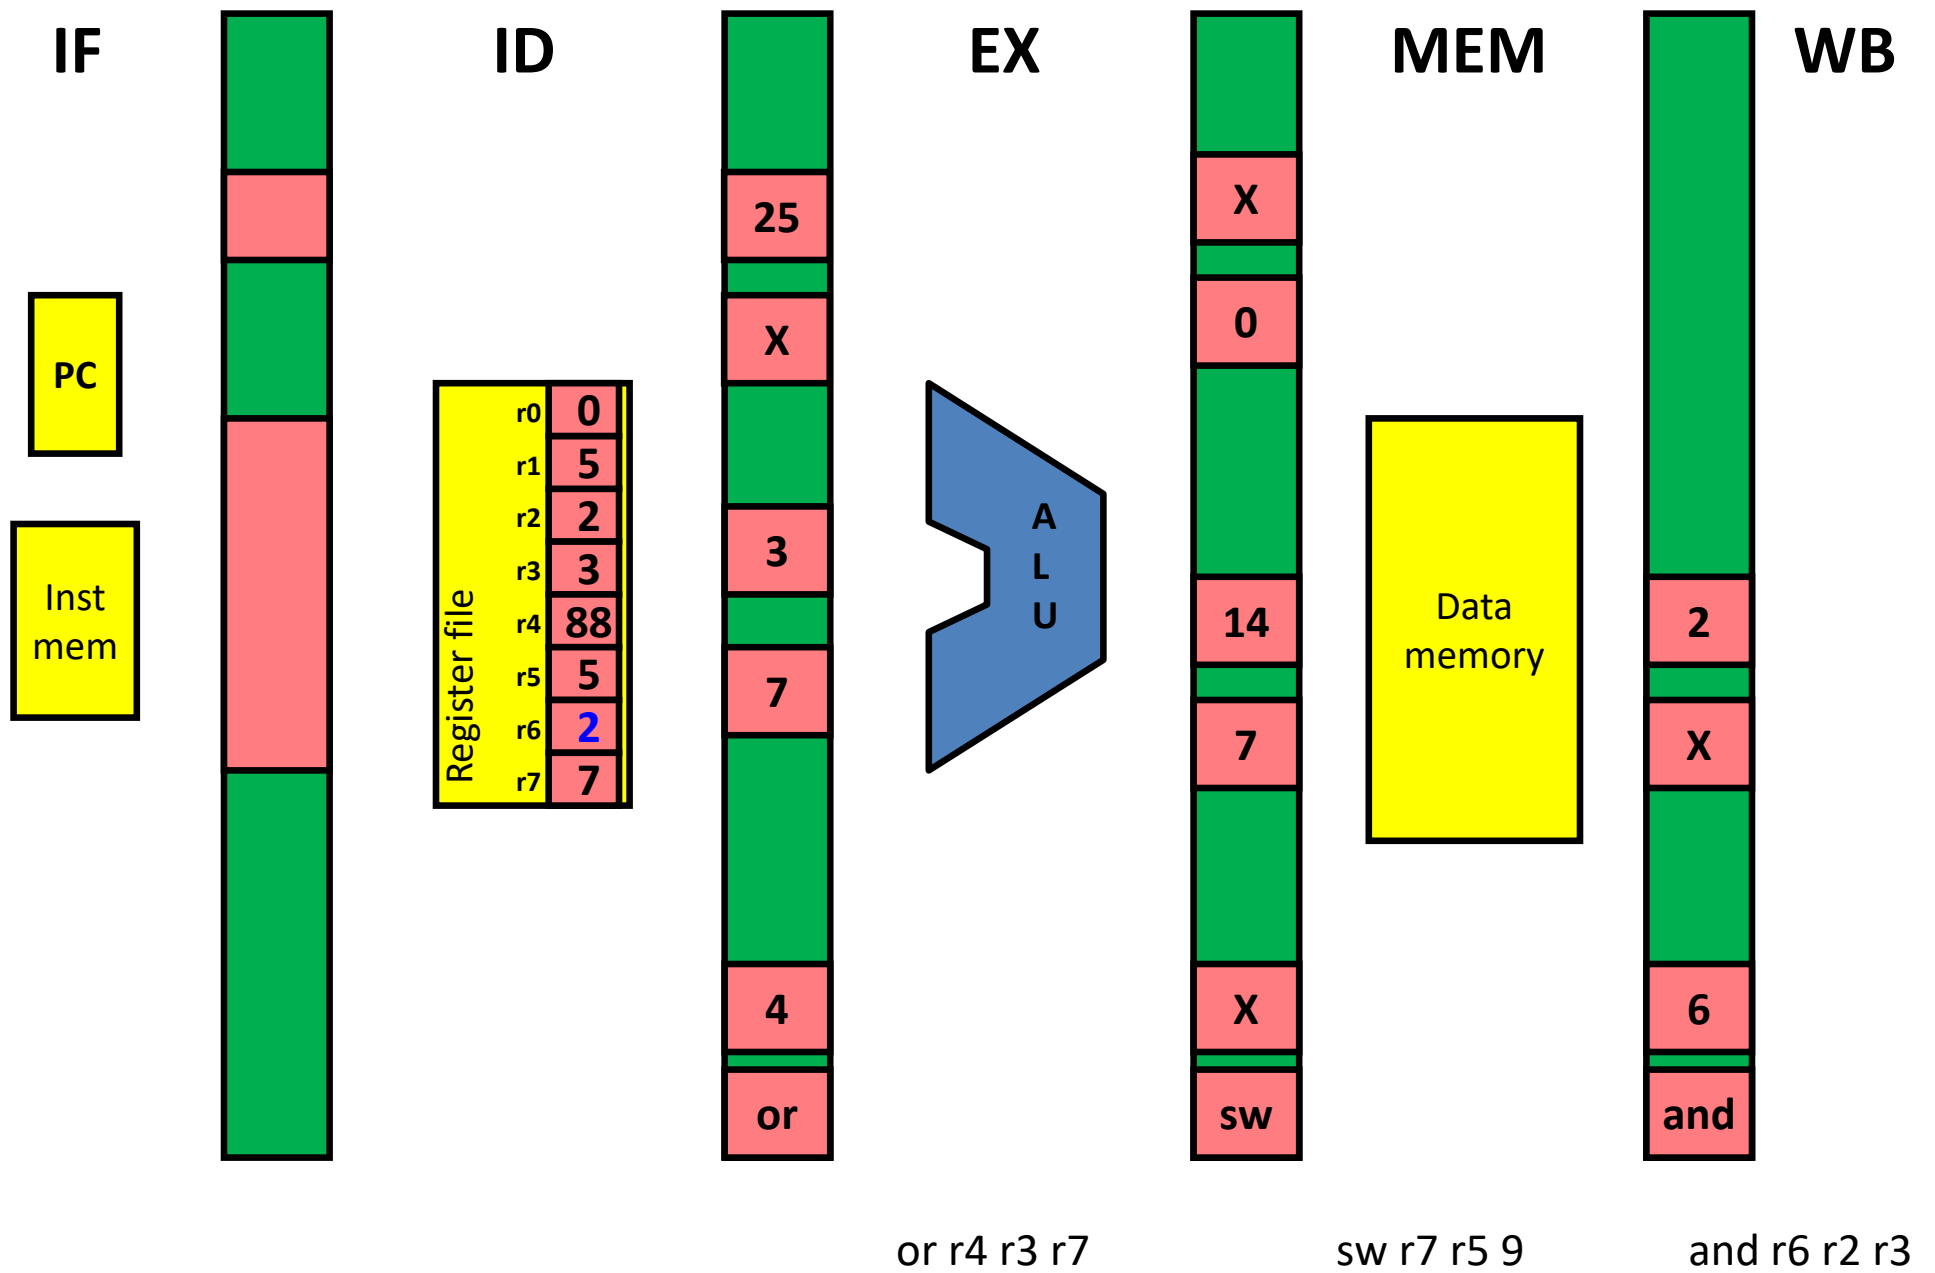 IF
ID
EX
MEM
WB
PC
Inst
mem
Register file
r0 0
r1 5
r2 2
r3 3
r4 88
r5 5
r6 2
r7 7
25
X
3
7
4
or
A
L
U
X
0
14
7
X
sw
Data
memory
2
X
6
and
or r4 r3 r7
sw r7 r5 9
and r6 r2 r3